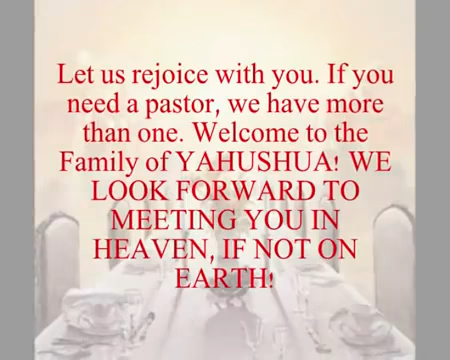 Let us rejoice with you. If you
need a pastor, we have more
than one. Welcome to the
Family of YAHUSHUA! WE
LOOK FORWARD TO
MEETING YOU IN
HEAVEN, IF NOT ON
EARTH!